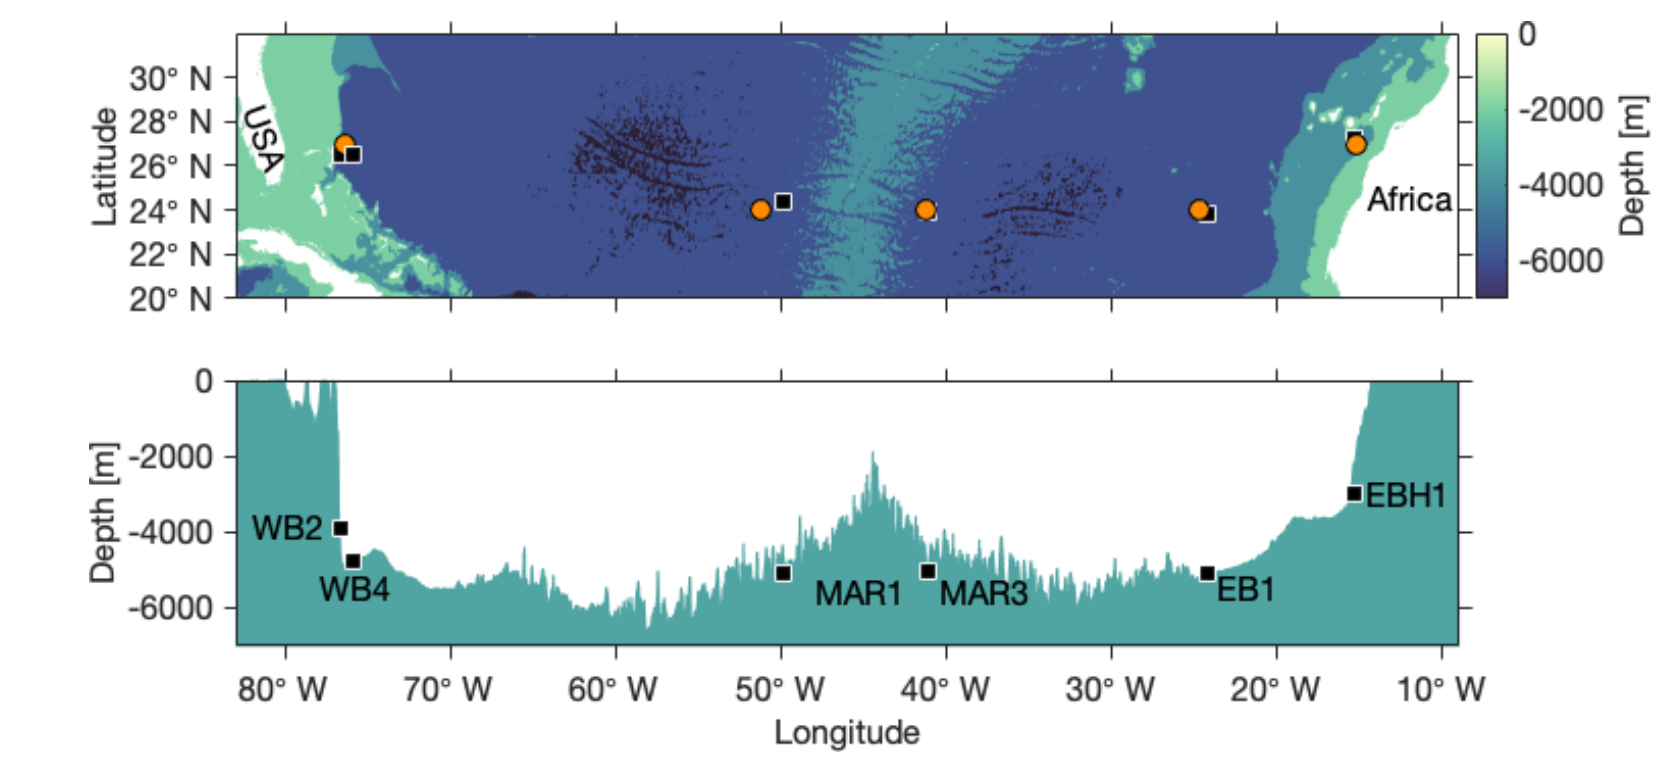 30° N
28° N
26° N
24° N
22° N
20° N
Latitude
USA
Africa
0
-2000
-4000
-6000
Depth [m]
0
-2000
-4000
-6000
Depth [m]
WB2
WB4
MAR1
MAR3
EB1
EBH1
80° W
70° W
60° W
50° W
40° W
30° W
20° W
10° W
Longitude